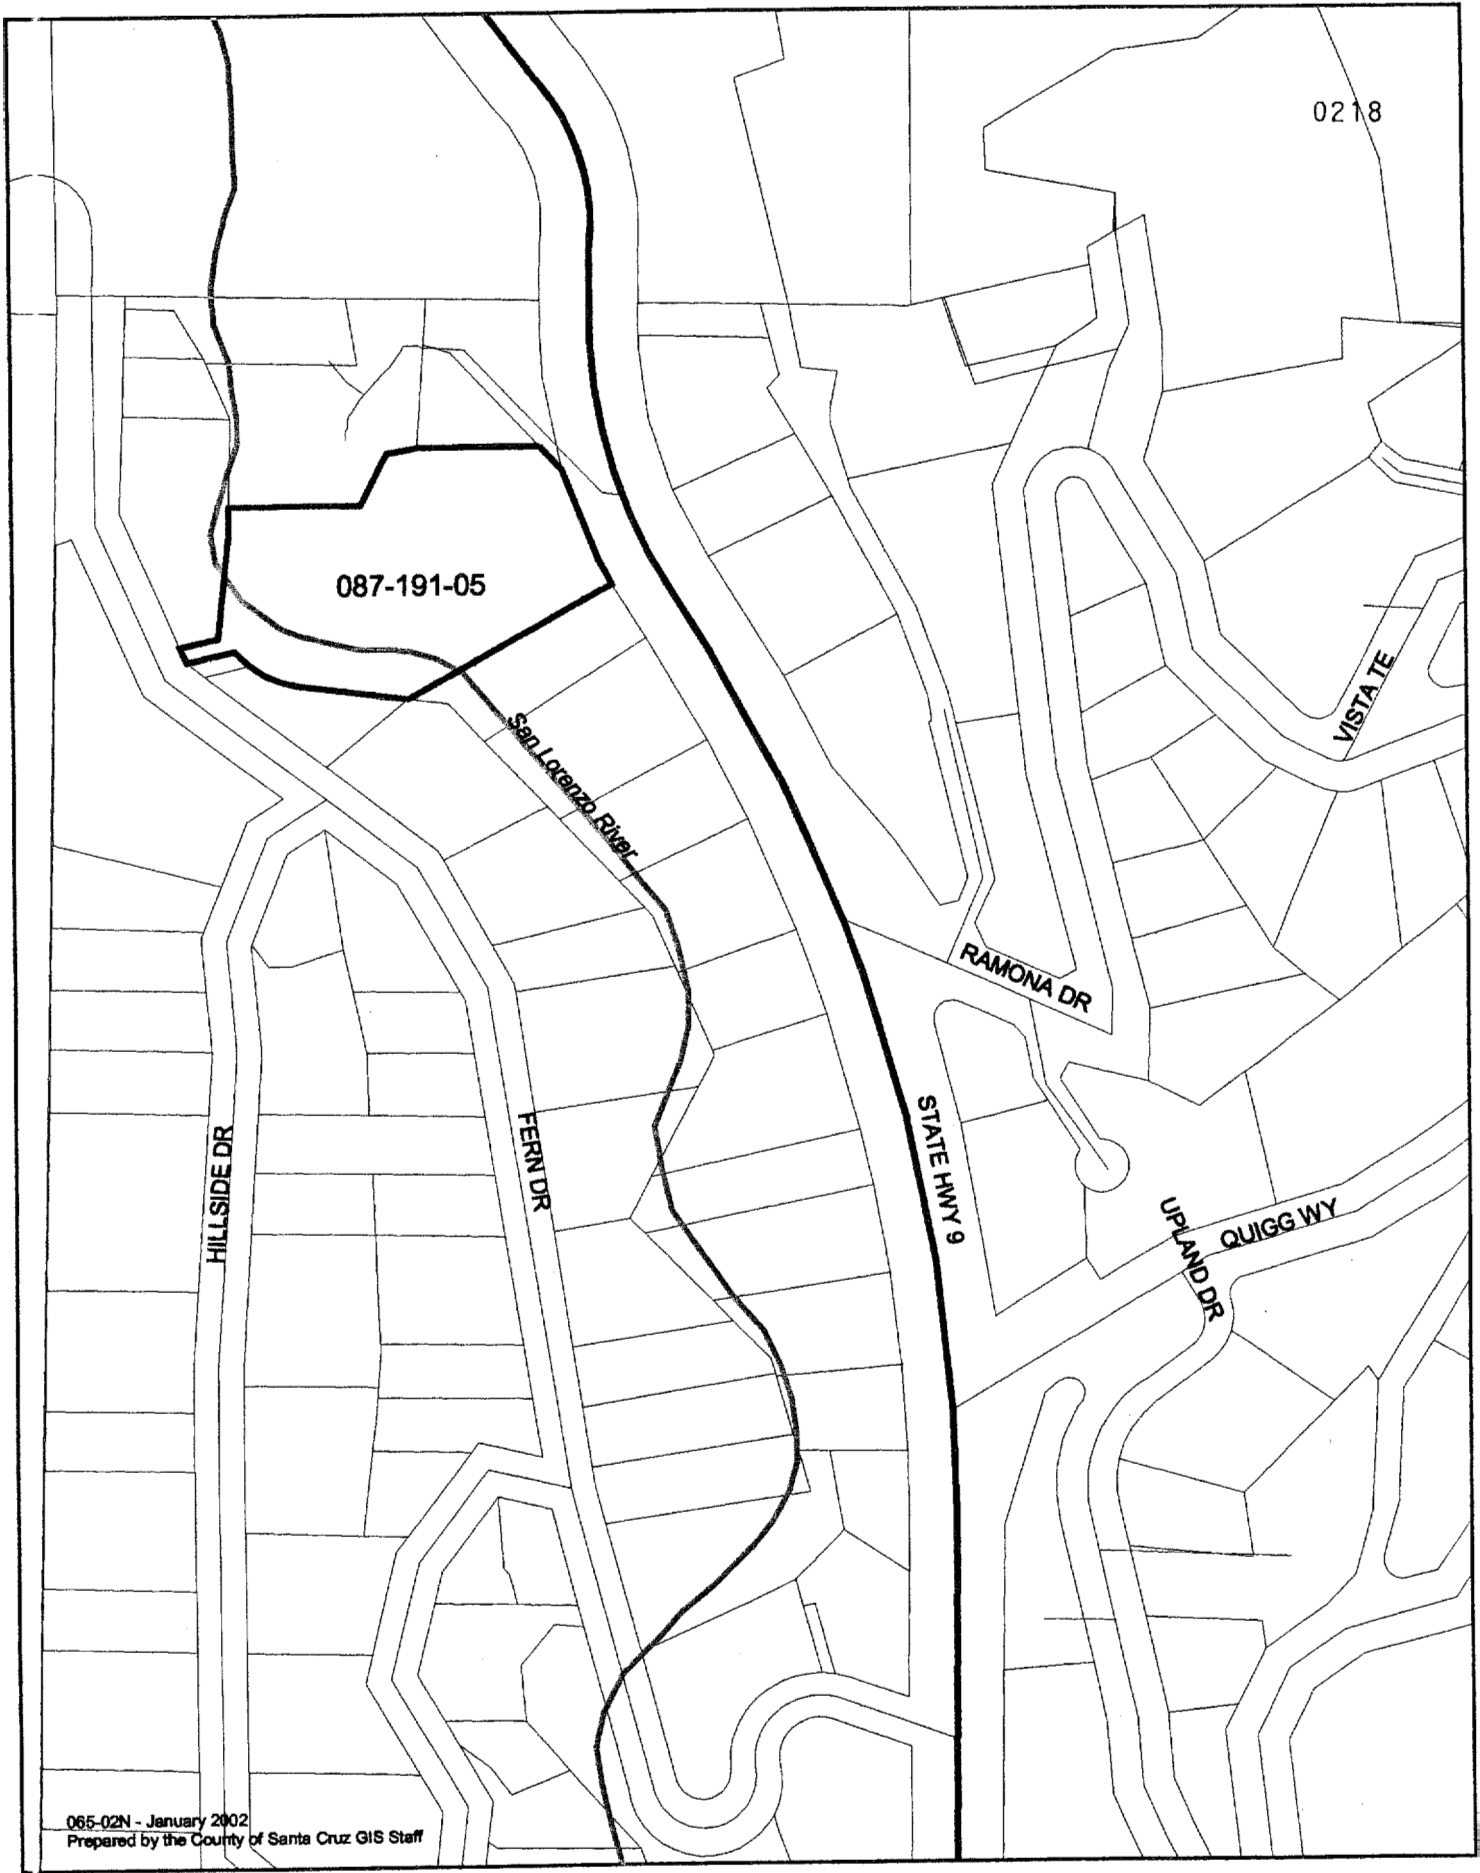 0218
087-191-05
VISTA TE
San Lorenzo River
RAMONA DR
STATE HWY 9
HILLSIDE DR
FERN DR
UPLAND DR
QUIGG WY
065-02N - January 2002
Prepared by the County of Santa Cruz GIS Staff